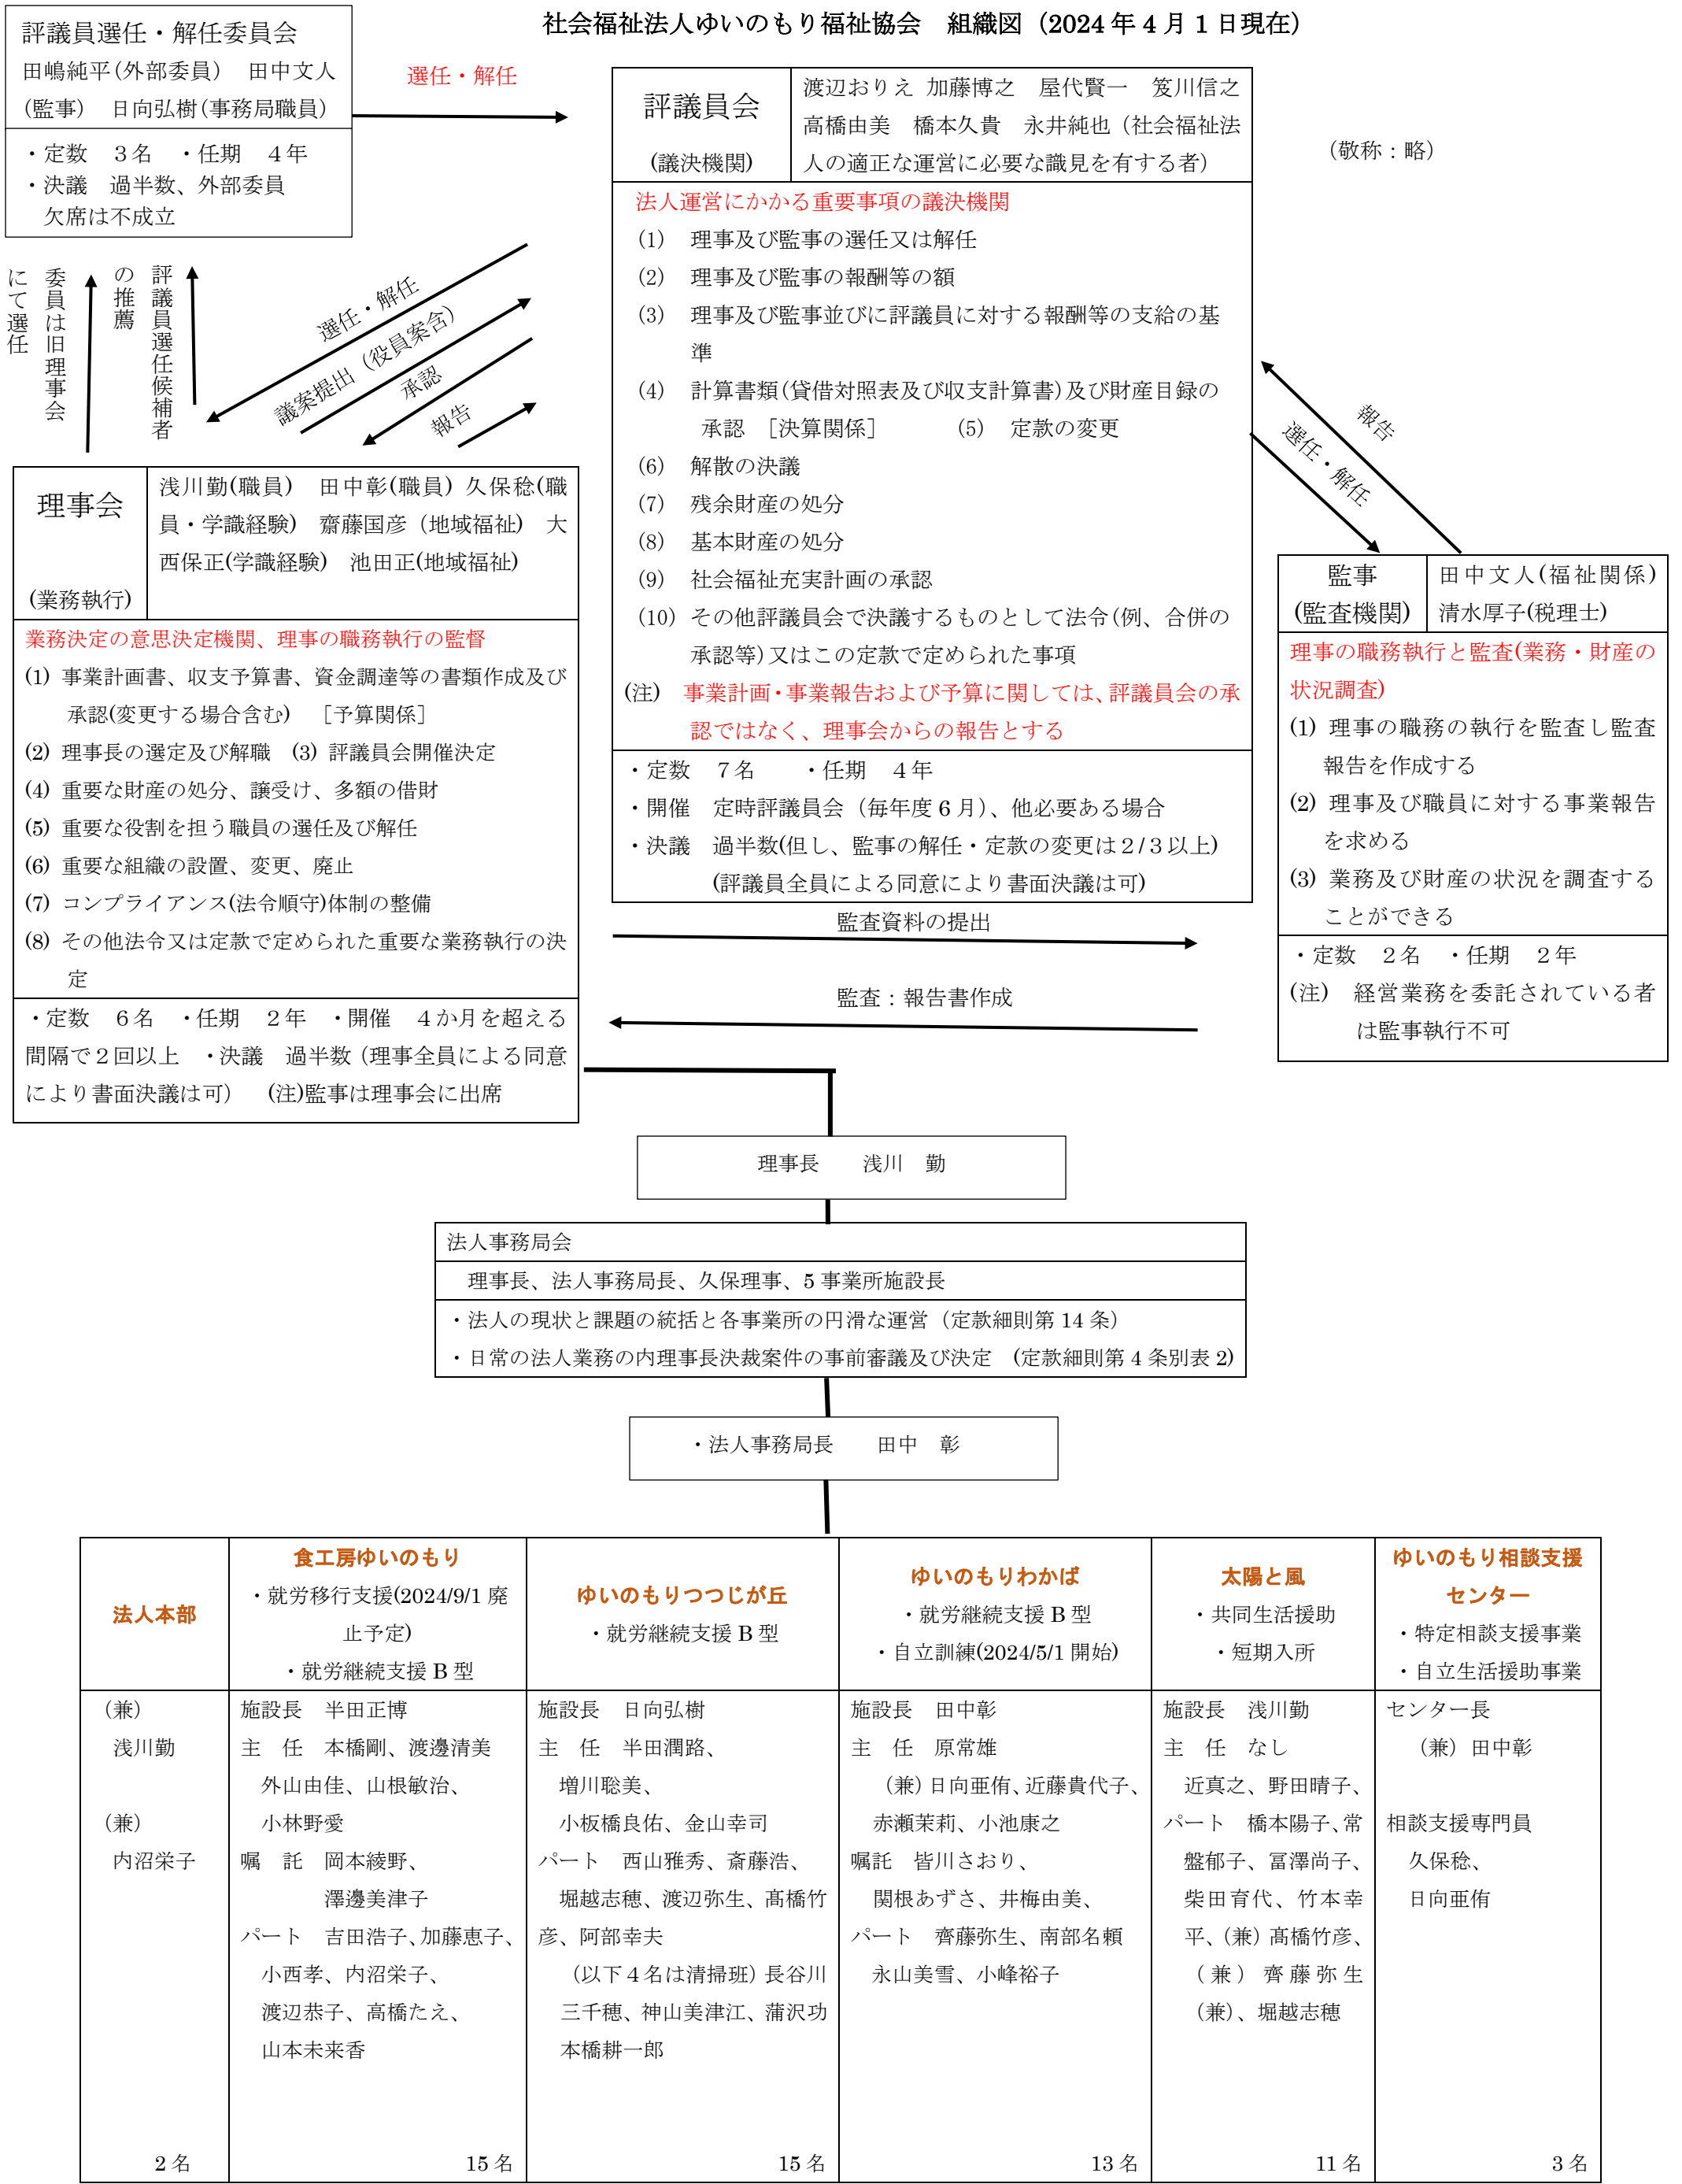 社会福祉法人ゆいのもり福祉協会　組織図（2024年4月1日現在）
評議員選任・解任委員会
田嶋純平(外部委員)　田中文人
(監事)　日向弘樹(事務局職員)
・定数　３名　・任期　４年
・決議　過半数、外部委員
欠席は不成立
選任・解任
評議員会
(議決機関)
渡辺おりえ 加藤博之　屋代賢一　笈川信之
高橋由美　橋本久貴　永井純也（社会福祉法
人の適正な運営に必要な識見を有する者）
（敬称：略）
法人運営にかかる重要事項の議決機関
(1)　理事及び監事の選任又は解任
(2)　理事及び監事の報酬等の額
(3)　理事及び監事並びに評議員に対する報酬等の支給の基
準
(4)　計算書類(貸借対照表及び収支計算書)及び財産目録の
承認　［決算関係］　　　(5)　定款の変更
(6)　解散の決議
(7)　残余財産の処分
(8)　基本財産の処分
(9)　社会福祉充実計画の承認
(10) その他評議員会で決議するものとして法令(例、合併の
承認等)又はこの定款で定められた事項
(注)　事業計画・事業報告および予算に関しては、評議員会の承
認ではなく、理事会からの報告とする
・定数　７名　　・任期　４年
・開催　定時評議員会（毎年度6月）、他必要ある場合
・決議　過半数(但し、監事の解任・定款の変更は２/３以上)
(評議員全員による同意により書面決議は可)
委員は旧理事会
にて選任
評議員選任候補者
の推薦
選任・解任
議案提出（役員案含）
承認
報告
報告
選任・解任
理事会
(業務執行)
浅川勤(職員)　田中彰(職員) 久保稔(職
員・学識経験)　齋藤国彦（地域福祉)　大
西保正(学識経験)　池田正(地域福祉)
業務決定の意思決定機関、理事の職務執行の監督
(1) 事業計画書、収支予算書、資金調達等の書類作成及び
承認(変更する場合含む)　［予算関係］
(2) 理事長の選定及び解職　(3) 評議員会開催決定
(4) 重要な財産の処分、譲受け、多額の借財
(5) 重要な役割を担う職員の選任及び解任
(6) 重要な組織の設置、変更、廃止
(7) コンプライアンス(法令順守)体制の整備
(8) その他法令又は定款で定められた重要な業務執行の決
定
・定数　６名　・任期　２年　・開催　４か月を超える
間隔で２回以上　・決議　過半数（理事全員による同意
により書面決議は可）　(注)監事は理事会に出席
監事
(監査機関)
田中文人(福祉関係)
清水厚子(税理士)
理事の職務執行と監査(業務・財産の
状況調査)
(1) 理事の職務の執行を監査し監査
報告を作成する
(2) 理事及び職員に対する事業報告
を求める
(3) 業務及び財産の状況を調査する
ことができる
・定数　２名　・任期　２年
(注)　経営業務を委託されている者
は監事執行不可
監査資料の提出
監査：報告書作成
理事長　　浅川　勤
法人事務局会
理事長、法人事務局長、久保理事、5事業所施設長
・法人の現状と課題の統括と各事業所の円滑な運営（定款細則第14条）
・日常の法人業務の内理事長決裁案件の事前審議及び決定　(定款細則第4条別表2)
・法人事務局長　　田中　彰
法人本部
（兼）
浅川勤
（兼）
内沼栄子
2名
食工房ゆいのもり
・就労移行支援(2024/9/1廃
止予定)
・就労継続支援B型
施設長　半田正博
主　任　本橋剛、渡邊清美
外山由佳、山根敏治、
小林野愛
嘱　託　岡本綾野、
澤邊美津子
パート　吉田浩子、加藤恵子、
小西孝、内沼栄子、
渡辺恭子、高橋たえ、
山本未来香
15名
ゆいのもりつつじが丘
・就労継続支援B型
施設長　日向弘樹
主　任　半田潤路、
増川聡美、
小板橋良佑、金山幸司
パート　西山雅秀、斎藤浩、
堀越志穂、渡辺弥生、髙橋竹
彦、阿部幸夫
（以下４名は清掃班）長谷川
三千穂、神山美津江、蒲沢功
本橋耕一郎
15名
ゆいのもりわかば
・就労継続支援B型
・自立訓練(2024/5/1開始)
施設長　田中彰
主　任　原常雄
（兼）日向亜侑、近藤貴代子、
赤瀬茉莉、小池康之
嘱託　皆川さおり、
関根あずさ、井梅由美、
パート　齊藤弥生、南部名頼
永山美雪、小峰裕子
13名
太陽と風
・共同生活援助
・短期入所
施設長　浅川勤
主　任　なし
近真之、野田晴子、
パート　橋本陽子、常
盤郁子、冨澤尚子、
柴田育代、竹本幸
平、（兼）髙橋竹彦、
（兼）齊藤弥生
（兼）、堀越志穂
11名
ゆいのもり相談支援
センター
・特定相談支援事業
・自立生活援助事業
センター長
（兼）田中彰
相談支援専門員
久保稔、
日向亜侑
3名